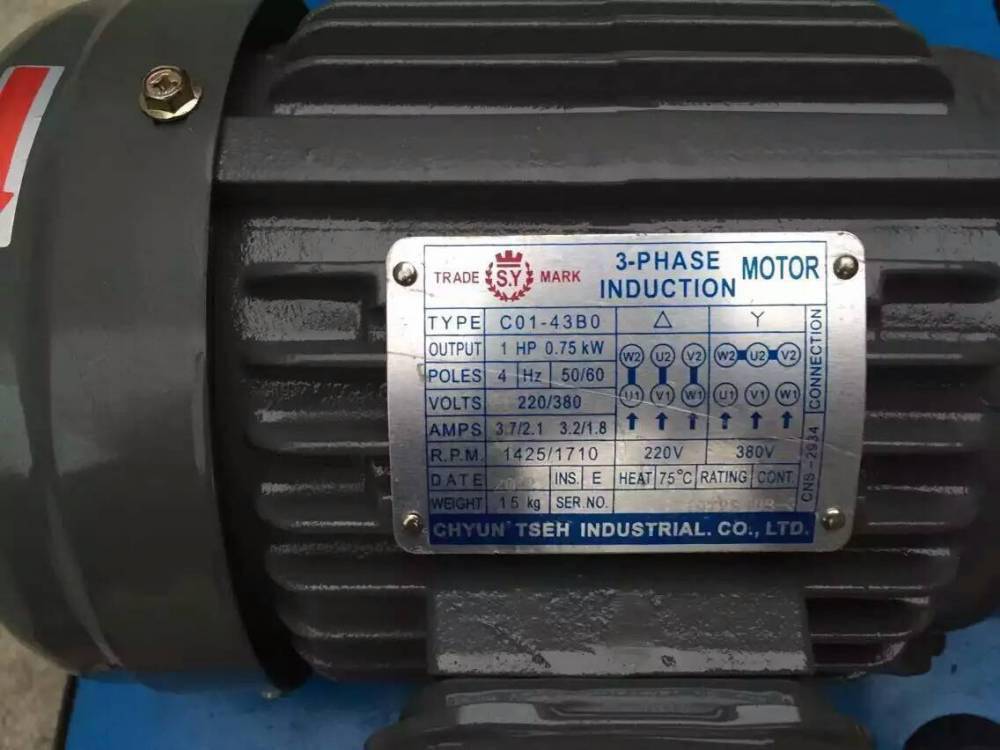 TRADE S.Y MARK 3-PHASE INDUCTION MOTOR
TYPE C01-43B0 △ Y
OUTPUT 1 HP 0.75 kW W2 U2 V2 W2 U2 V2
POLES 4 Hz 50/60
VOLTS 220/380 U1 V1 W1 U1 V1 W1
AMPS 3.7/2.1 3.2/1.8
R.P.M. 1425/1710 220V 380V
DATE INS. E HEAT 75°C RATING CONT.
WEIGHT 15 kg SER.NO.
CNS-2934 CONNECTION
CHYUN TSEH INDUSTRIAL. CO., LTD.